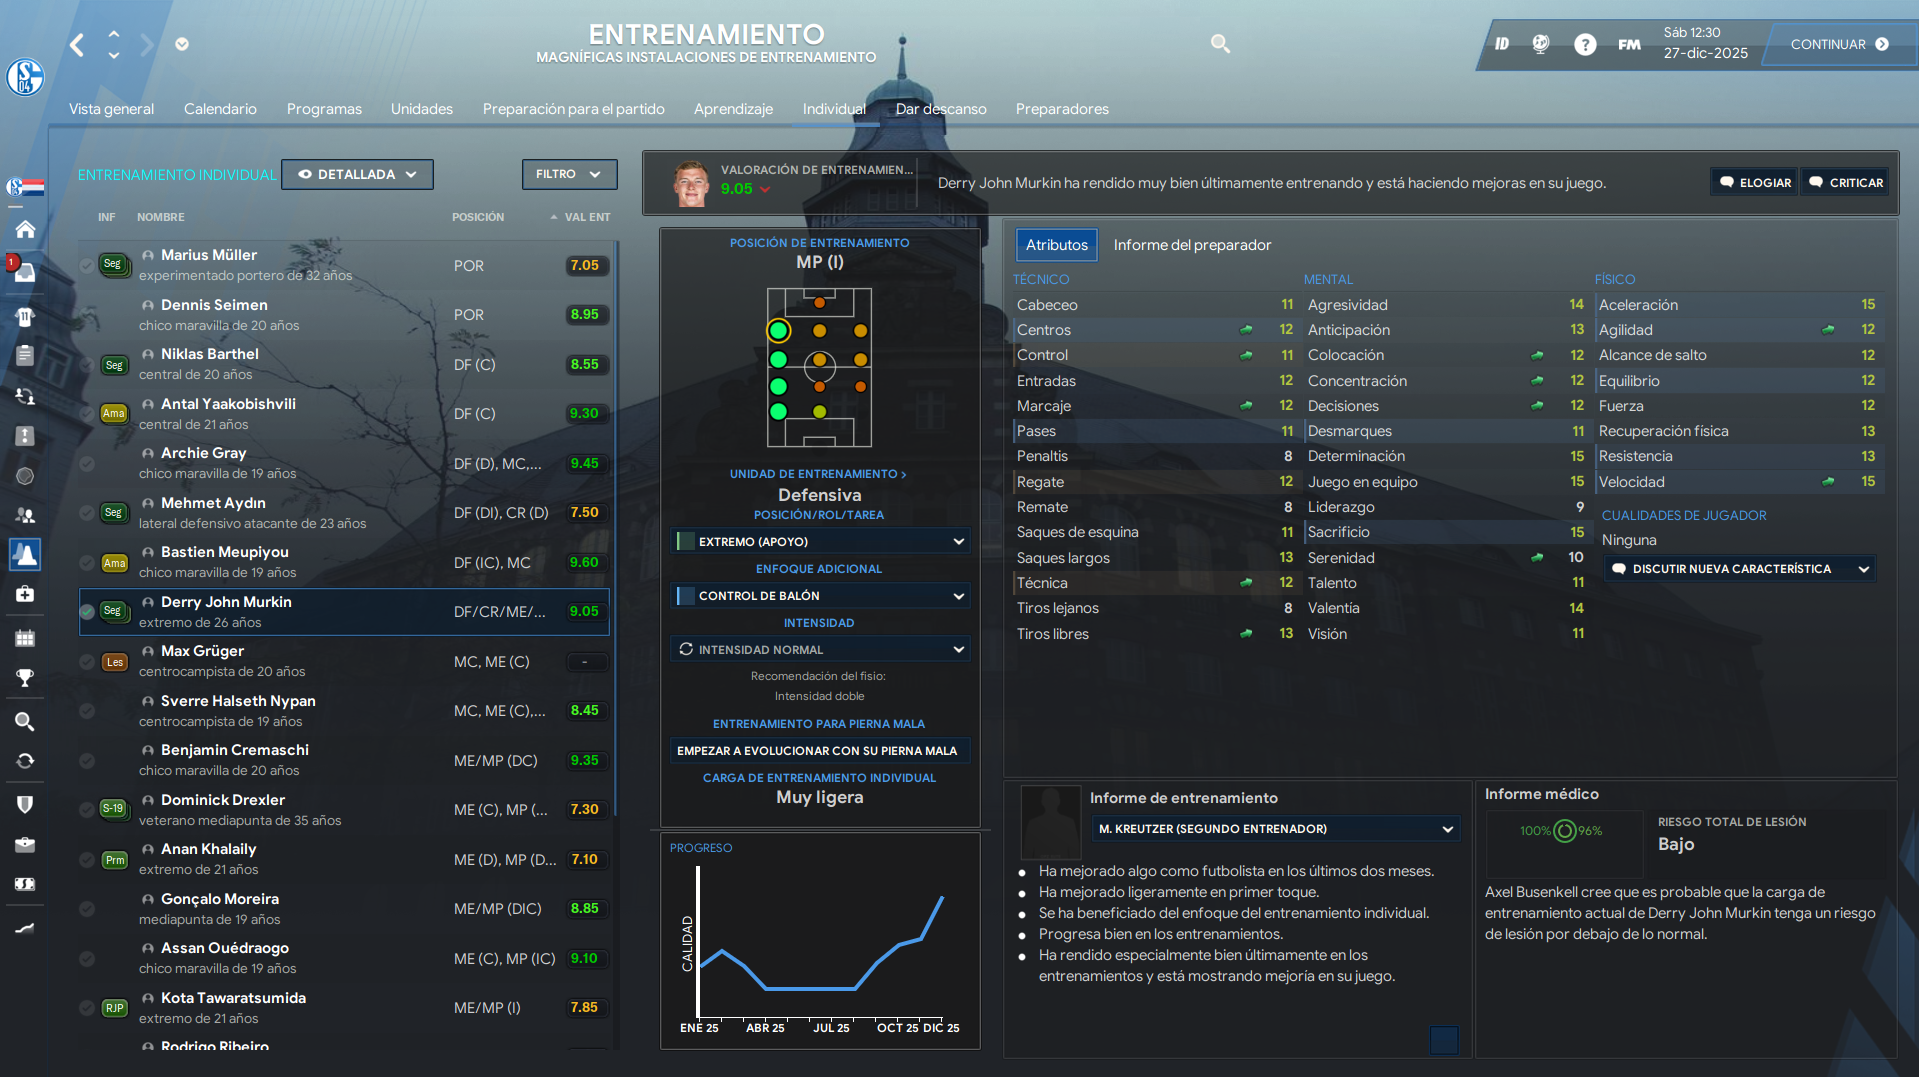 ENTRENAMIENTO
MAGNÍFICAS INSTALACIONES DE ENTRENAMIENTO
ID
FM
Sáb 12:30
27-dic-2025
CONTINUAR
Vista general
Calendario
Programas
Unidades
Preparación para el partido
Aprendizaje
Individual
Dar descanso
Preparadores
ENTRENAMIENTO INDIVIDUAL
DETALLADA
FILTRO
INF
NOMBRE
POSICIÓN
VAL ENT
Seg
Marius Müller
experimentado portero de 32 años
POR
7.05
Dennis Seimen
chico maravilla de 20 años
POR
8.95
Seg
Niklas Barthel
central de 20 años
DF (C)
8.55
Ama
Antal Yaakobishvili
central de 21 años
DF (C)
9.30
Archie Gray
chico maravilla de 19 años
DF (D), MC,...
9.45
Seg
Mehmet Aydın
lateral defensivo atacante de 23 años
DF (DI), CR (D)
7.50
Ama
Bastien Meupiyou
chico maravilla de 19 años
DF (IC), MC
9.60
Seg
Derry John Murkin
extremo de 26 años
DF/CR/ME/...
9.05
Les
Max Grüger
centrocampista de 20 años
MC, ME (C)
-
Sverre Halseth Nypan
centrocampista de 19 años
MC, ME (C),...
8.45
Benjamin Cremaschi
chico maravilla de 20 años
ME/MP (DC)
9.35
S-19
Dominick Drexler
veterano mediapunta de 35 años
ME (C), MP (...
7.30
Prm
Anan Khalaily
extremo de 21 años
ME (D), MP (D...
7.10
Gonçalo Moreira
mediapunta de 19 años
ME/MP (DIC)
8.85
Assan Ouédraogo
chico maravilla de 19 años
ME (C), MP (IC)
9.10
RJP
Kota Tawaratsumida
extremo de 21 años
ME/MP (I)
7.85
Rodrigo Ribeiro
VALORACIÓN DE ENTRENAMIEN...
9.05
Derry John Murkin ha rendido muy bien últimamente entrenando y está haciendo mejoras en su juego.
ELOGIAR
CRITICAR
POSICIÓN DE ENTRENAMIENTO
MP (I)
UNIDAD DE ENTRENAMIENTO >
Defensiva
POSICIÓN/ROL/TAREA
EXTREMO (APOYO)
ENFOQUE ADICIONAL
CONTROL DE BALÓN
INTENSIDAD
INTENSIDAD NORMAL
Recomendación del fisio:
Intensidad doble
ENTRENAMIENTO PARA PIERNA MALA
EMPEZAR A EVOLUCIONAR CON SU PIERNA MALA
CARGA DE ENTRENAMIENTO INDIVIDUAL
Muy ligera
PROGRESO
CALIDAD
ENE 25
ABR 25
JUL 25
OCT 25
DIC 25
Atributos
Informe del preparador
TÉCNICO
Cabeceo 11
Centros 12
Control 11
Entradas 12
Marcaje 12
Pases 11
Penaltis 8
Regate 12
Remate 8
Saques de esquina 11
Saques largos 13
Técnica 12
Tiros lejanos 8
Tiros libres 13
MENTAL
Agresividad 14
Anticipación 13
Colocación 12
Concentración 12
Decisiones 12
Desmarques 11
Determinación 15
Juego en equipo 15
Liderazgo 9
Sacrificio 15
Serenidad 10
Talento 11
Valentía 14
Visión 11
FÍSICO
Aceleración 15
Agilidad 12
Alcance de salto 12
Equilibrio 12
Fuerza 12
Recuperación física 13
Resistencia 13
Velocidad 15
CUALIDADES DE JUGADOR
Ninguna
DISCUTIR NUEVA CARACTERÍSTICA
Informe de entrenamiento
M. KREUTZER (SEGUNDO ENTRENADOR)
Ha mejorado algo como futbolista en los últimos dos meses.
Ha mejorado ligeramente en primer toque.
Se ha beneficiado del enfoque del entrenamiento individual.
Progresa bien en los entrenamientos.
Ha rendido especialmente bien últimamente en los
entrenamientos y está mostrando mejoría en su juego.
Informe médico
100%
96%
RIESGO TOTAL DE LESIÓN
Bajo
Axel Busenkell cree que es probable que la carga de
entrenamiento actual de Derry John Murkin tenga un riesgo
de lesión por debajo de lo normal.